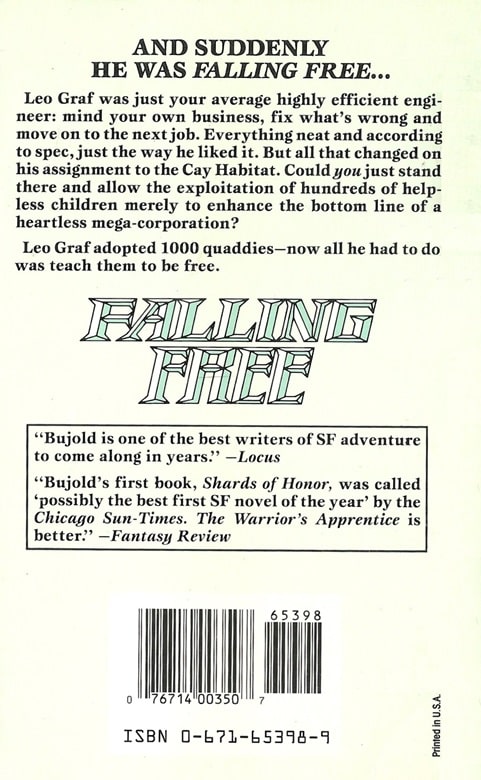 AND SUDDENLY
HE WAS FALLING FREE...
Leo Graf was just your average highly efficient engi-
neer: mind your own business, fix what's wrong and
move on to the next job. Everything neat and according
to spec, just the way he liked it. But all that changed on
his assignment to the Cay Habitat. Could you just stand
there and allow the exploitation of hundreds of help-
less children merely to enhance the bottom line of a
heartless mega-corporation?
Leo Graf adopted 1000 quaddies—now all he had to do
was teach them to be free.
FALLING
FREE
“Bujold is one of the best writers of SF adventure
to come along in years.” —Locus
“Bujold's first book, Shards of Honor, was called
‘possibly the best first SF novel of the year’ by the
Chicago Sun-Times. The Warrior's Apprentice is
better.” —Fantasy Review
65398
0 76714 00350 7
ISBN 0-671-65398-9
Printed in U.S.A.